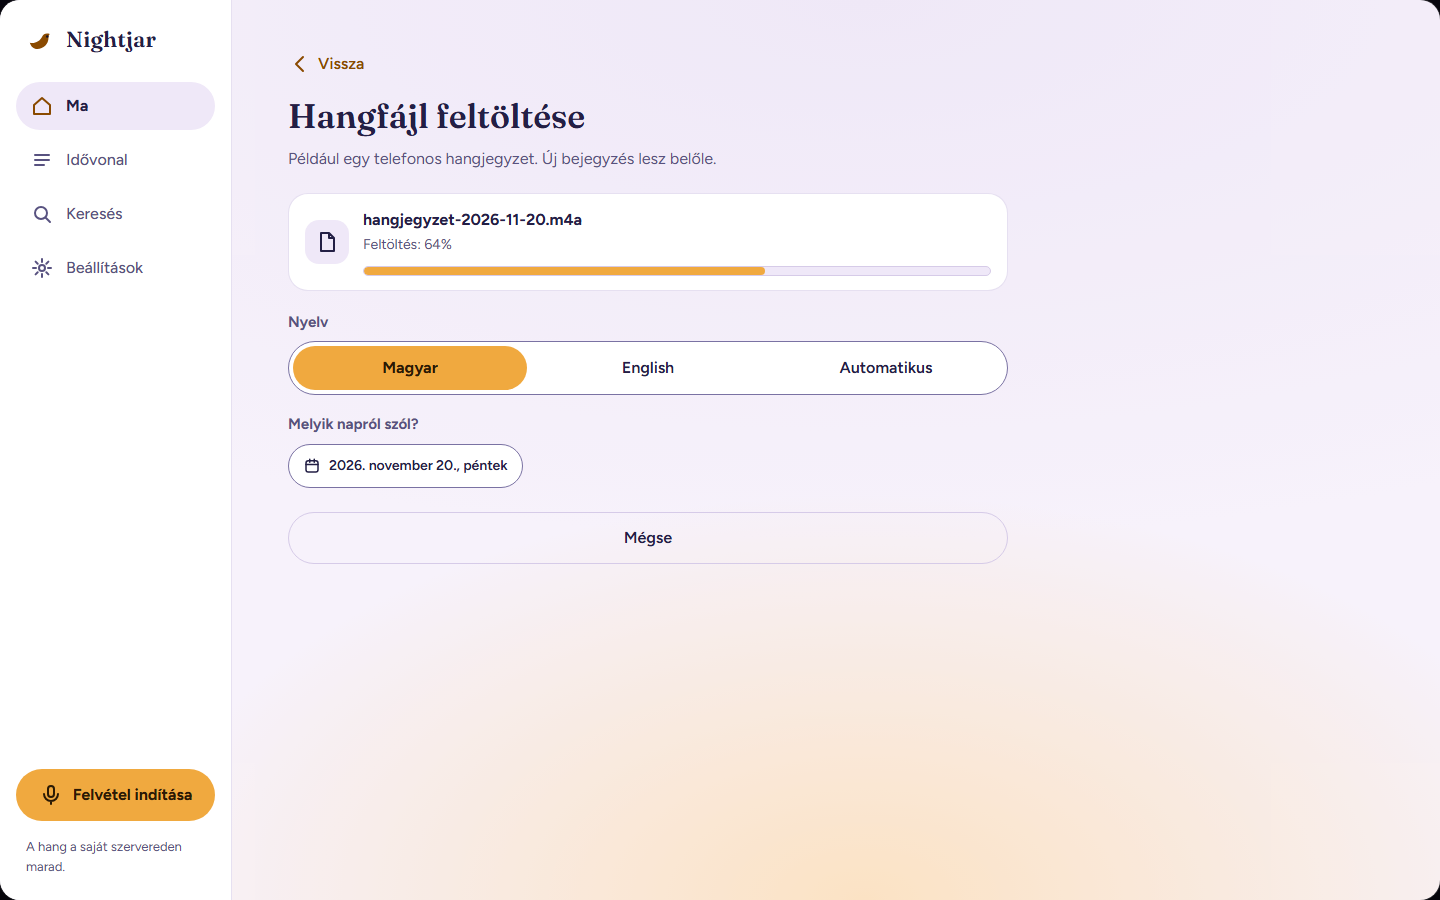 Nightjar
Ma
Idővonal
Keresés
Beállítások
Felvétel indítása
A hang a saját szervereden
marad.
Vissza
Hangfájl feltöltése
Például egy telefonos hangjegyzet. Új bejegyzés lesz belőle.
hangjegyzet-2026-11-20.m4a
Feltöltés: 64%
Nyelv
Magyar English Automatikus
Melyik napról szól?
2026. november 20., péntek
Mégse